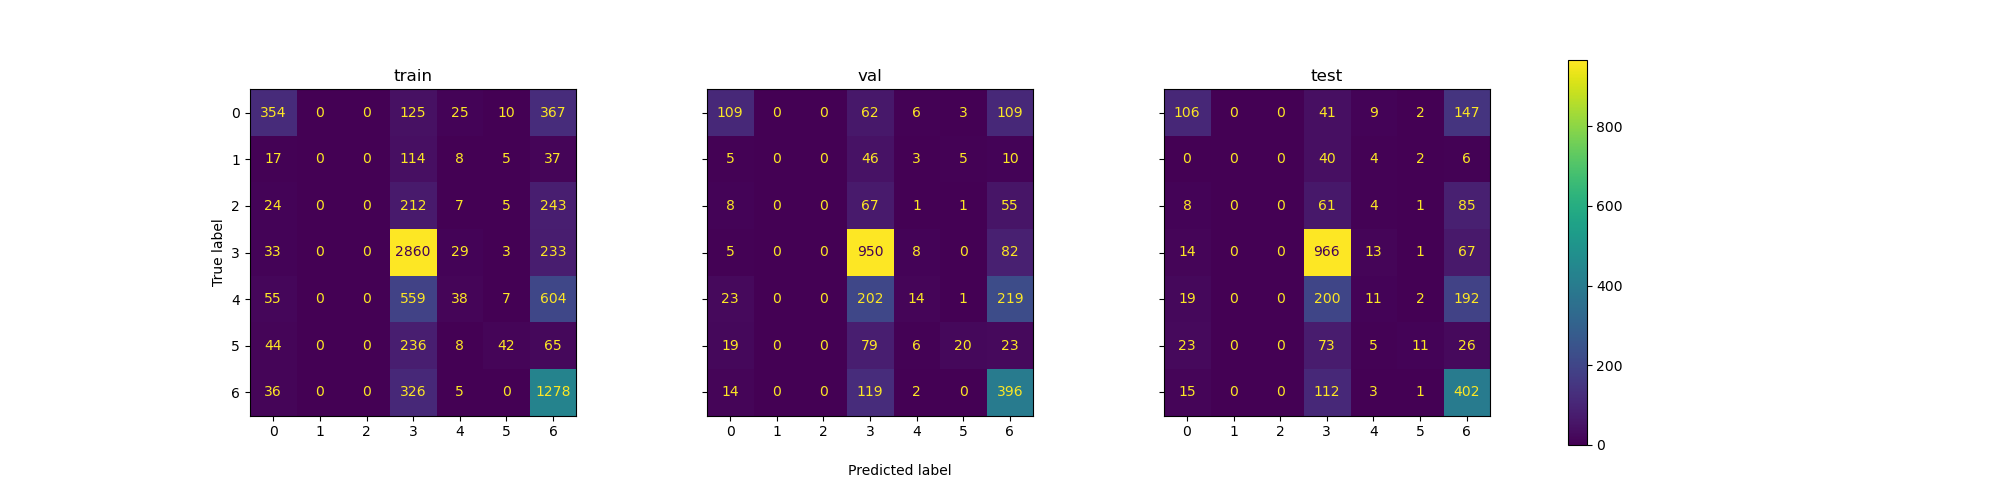 train val test
0 354 0 0 125 25 10 367 109 0 0 62 6 3 109 106 0 0 41 9 2 147
1 17 0 0 114 8 5 37 5 0 0 46 3 5 10 0 0 0 40 4 2 6
2 24 0 0 212 7 5 243 8 0 0 67 1 1 55 8 0 0 61 4 1 85
3 33 0 0 2860 29 3 233 5 0 0 950 8 0 82 14 0 0 966 13 1 67
4 55 0 0 559 38 7 604 23 0 0 202 14 1 219 19 0 0 200 11 2 192
5 44 0 0 236 8 42 65 19 0 0 79 6 20 23 23 0 0 73 5 11 26
6 36 0 0 326 5 0 1278 14 0 0 119 2 0 396 15 0 0 112 3 1 402
0 1 2 3 4 5 6 0 1 2 3 4 5 6 0 1 2 3 4 5 6
True label
Predicted label
800
600
400
200
0